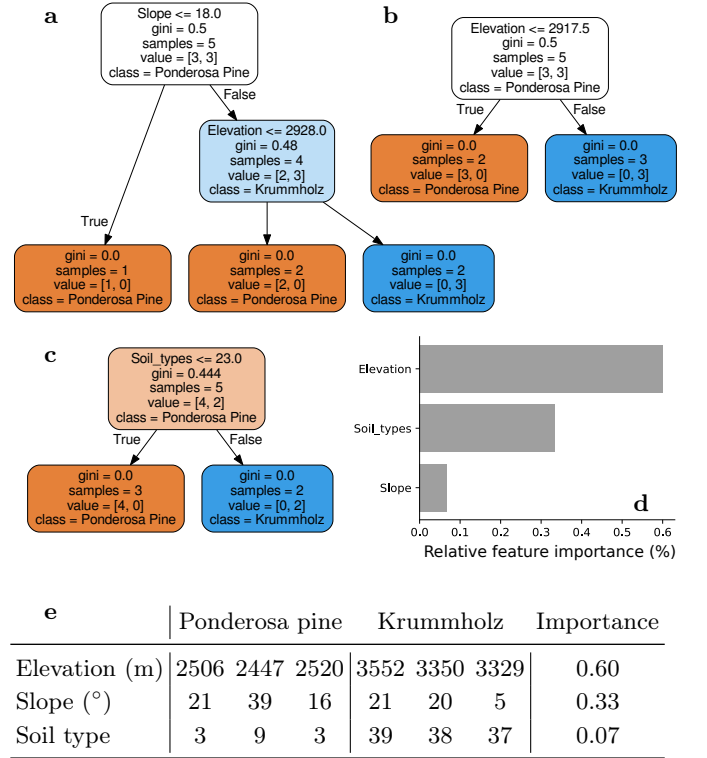 a
Slope <= 18.0
gini = 0.5
samples = 5
value = [3, 3]
class = Ponderosa Pine
True
False
Elevation <= 2928.0
gini = 0.48
samples = 4
value = [2, 3]
class = Krummholz
gini = 0.0
samples = 1
value = [1, 0]
class = Ponderosa Pine
gini = 0.0
samples = 2
value = [2, 0]
class = Ponderosa Pine
gini = 0.0
samples = 2
value = [0, 3]
class = Krummholz
b
Elevation <= 2917.5
gini = 0.5
samples = 5
value = [3, 3]
class = Ponderosa Pine
True
False
gini = 0.0
samples = 2
value = [3, 0]
class = Ponderosa Pine
gini = 0.0
samples = 3
value = [0, 3]
class = Krummholz
c
Soil_types <= 23.0
gini = 0.444
samples = 5
value = [4, 2]
class = Ponderosa Pine
True
False
gini = 0.0
samples = 3
value = [4, 0]
class = Ponderosa Pine
gini = 0.0
samples = 2
value = [0, 2]
class = Krummholz
Elevation
Soil_types
Slope
d
0.0 0.1 0.2 0.3 0.4 0.5 0.6
Relative feature importance (%)
e
Ponderosa pine Krummholz Importance
Elevation (m) 2506 2447 2520 3552 3350 3329 0.60
Slope (°) 21 39 16 21 20 5 0.33
Soil type 3 9 3 39 38 37 0.07